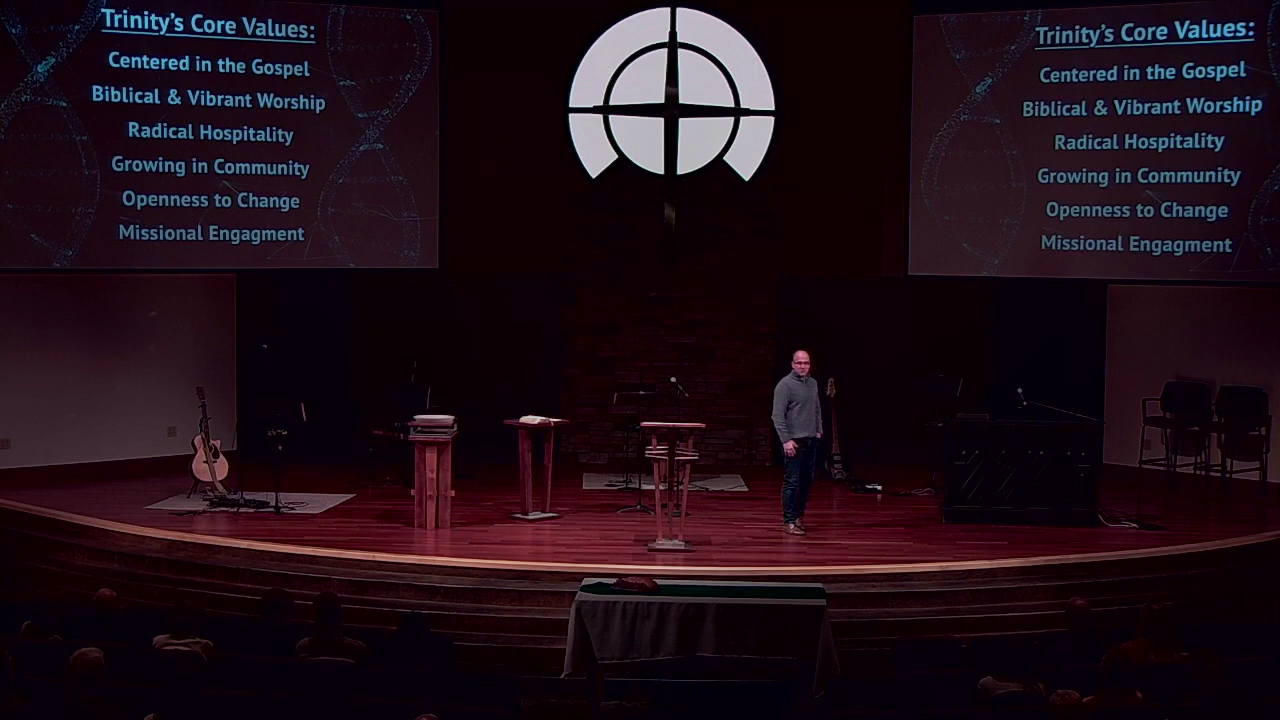 Trinity's Core Values:
Centered in the Gospel
Biblical & Vibrant Worship
Radical Hospitality
Growing in Community
Openness to Change
Missional Engagment
Trinity's Core Values:
Centered in the Gospel
Biblical & Vibrant Worship
Radical Hospitality
Growing in Community
Openness to Change
Missional Engagment